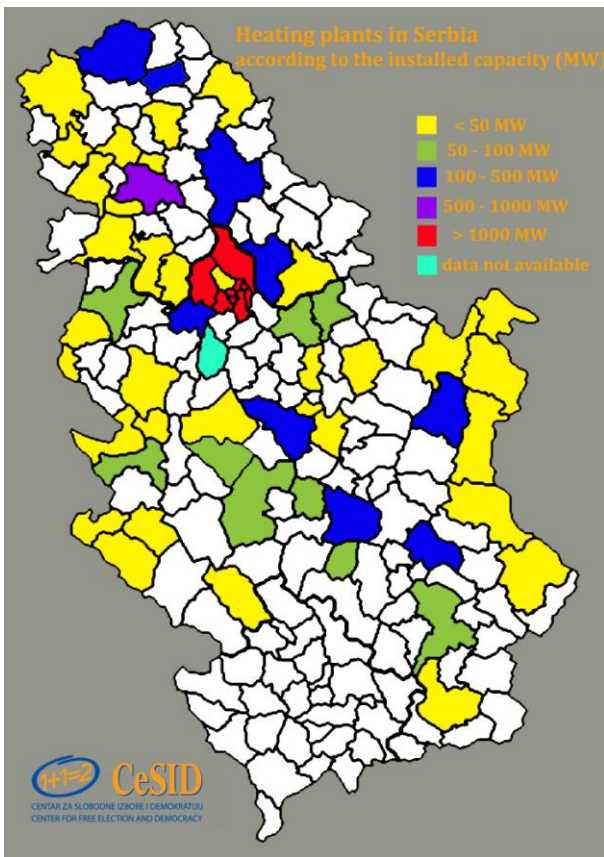 Heating plants in Serbia
according to the installed capacity (MW)
< 50 MW
50 - 100 MW
100 - 500 MW
500 - 1000 MW
> 1000 MW
data not available
1+1=2
CeSID
CENTAR ZA SLOBODNE IZBORE I DEMOKRATIJU
CENTER FOR FREE ELECTION AND DEMOCRACY